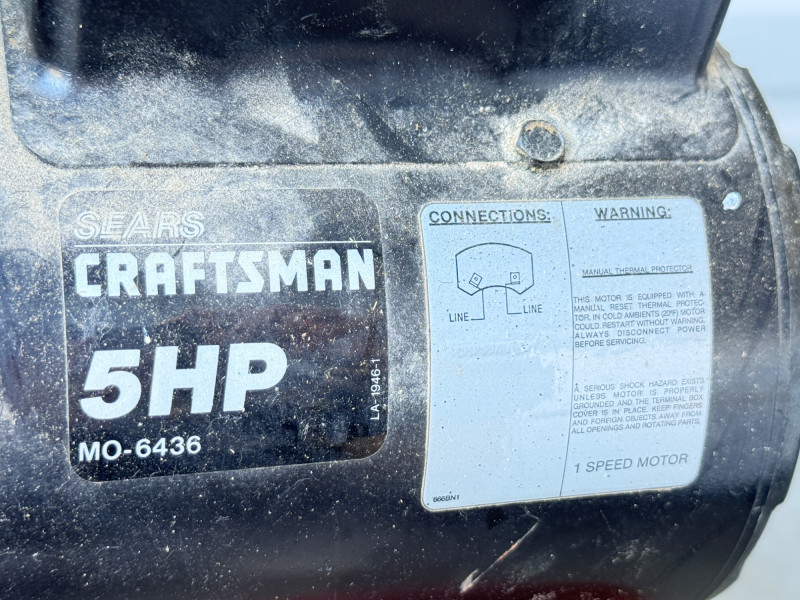 SEARS
CRAFTSMAN
5HP
MO-6436
LA-1946-1
CONNECTIONS:
LINE
LINE
666BN1
WARNING:
MANUAL THERMAL PROTECTOR
THIS MOTOR IS EQUIPPED WITH A
MANUAL RESET THERMAL PROTEC-
TOR, IN COLD AMBIENTS (20°F) MOTOR
COULD RESTART WITHOUT WARNING,
ALWAYS DISCONNECT POWER
BEFORE SERVICING.
A SERIOUS SHOCK HAZARD EXISTS
UNLESS MOTOR IS PROPERLY
GROUNDED AND THE TERMINAL BOX
COVER IS IN PLACE. KEEP FINGERS
AND FOREIGN OBJECTS AWAY FROM
ALL OPENINGS AND ROTATING PARTS.
1 SPEED MOTOR